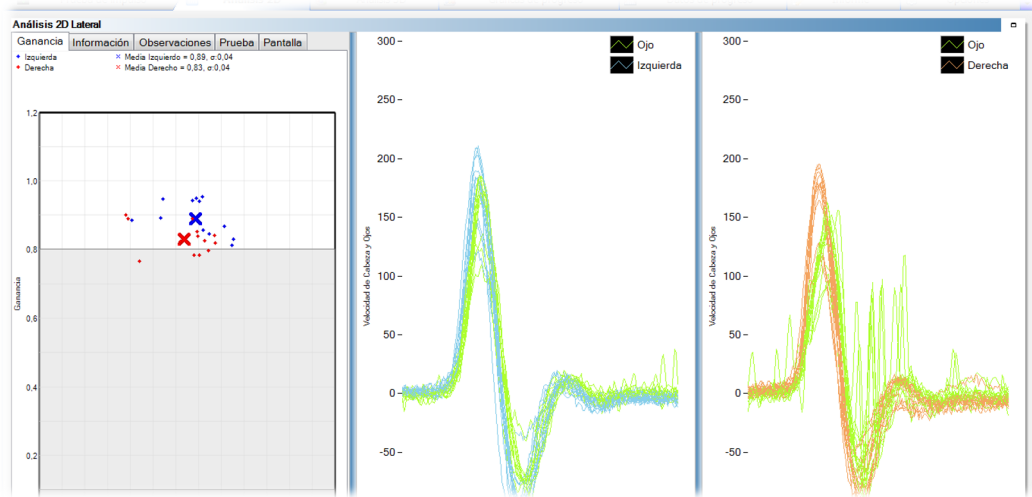 Análisis 2D Lateral
Ganancia Información Observaciones Prueba Pantalla
Izquierda Media Izquierdo = 0,89, σ:0,04
Derecha Media Derecho = 0,83, σ:0,04
1,2
1,0
0,8
0,6
0,4
0,2
Ganancia
Ojo
Izquierda
300
250
200
150
100
50
0
-50
Velocidad de Cabeza y Ojos
Ojo
Derecha
300
250
200
150
100
50
0
-50
Velocidad de Cabeza y Ojos